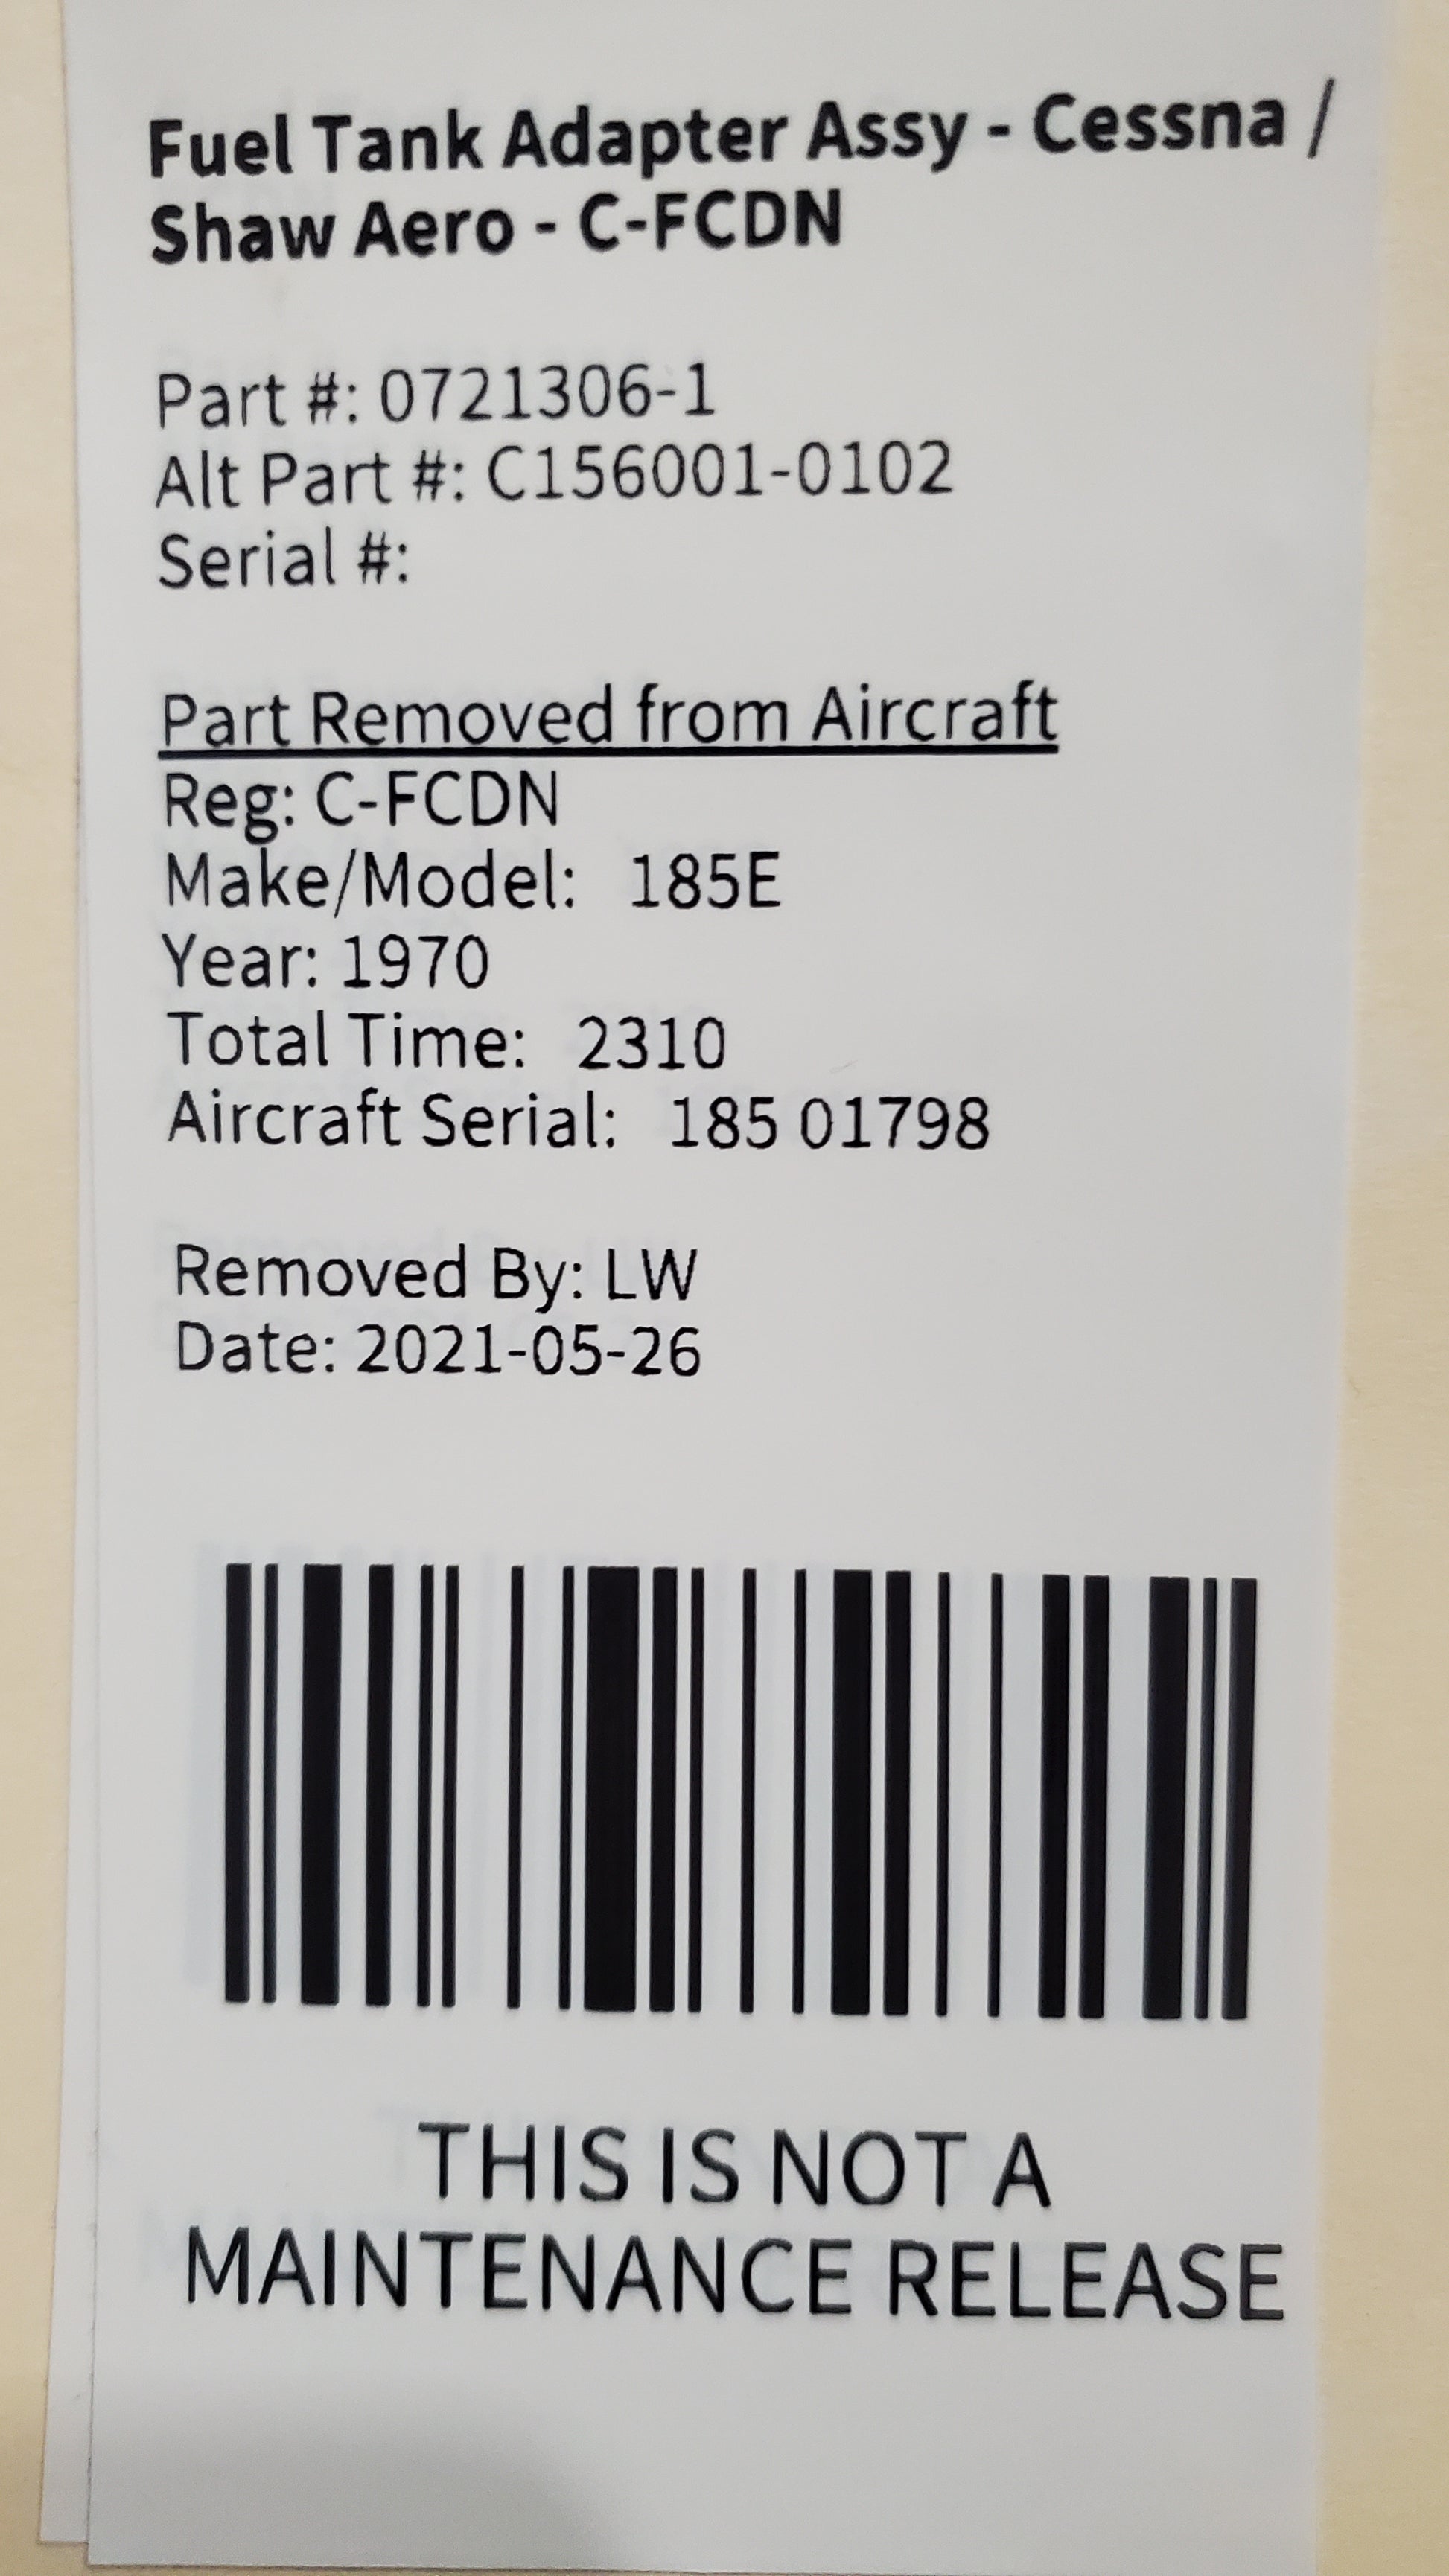 Fuel Tank Adapter Assy - Cessna /
Shaw Aero - C-FCDN
Part #: 0721306-1
Alt Part #: C156001-0102
Serial #:
Part Removed from Aircraft
Reg: C-FCDN
Make/Model: 185E
Year: 1970
Total Time: 2310
Aircraft Serial: 185 01798
Removed By: LW
Date: 2021-05-26
THIS IS NOT A
MAINTENANCE RELEASE